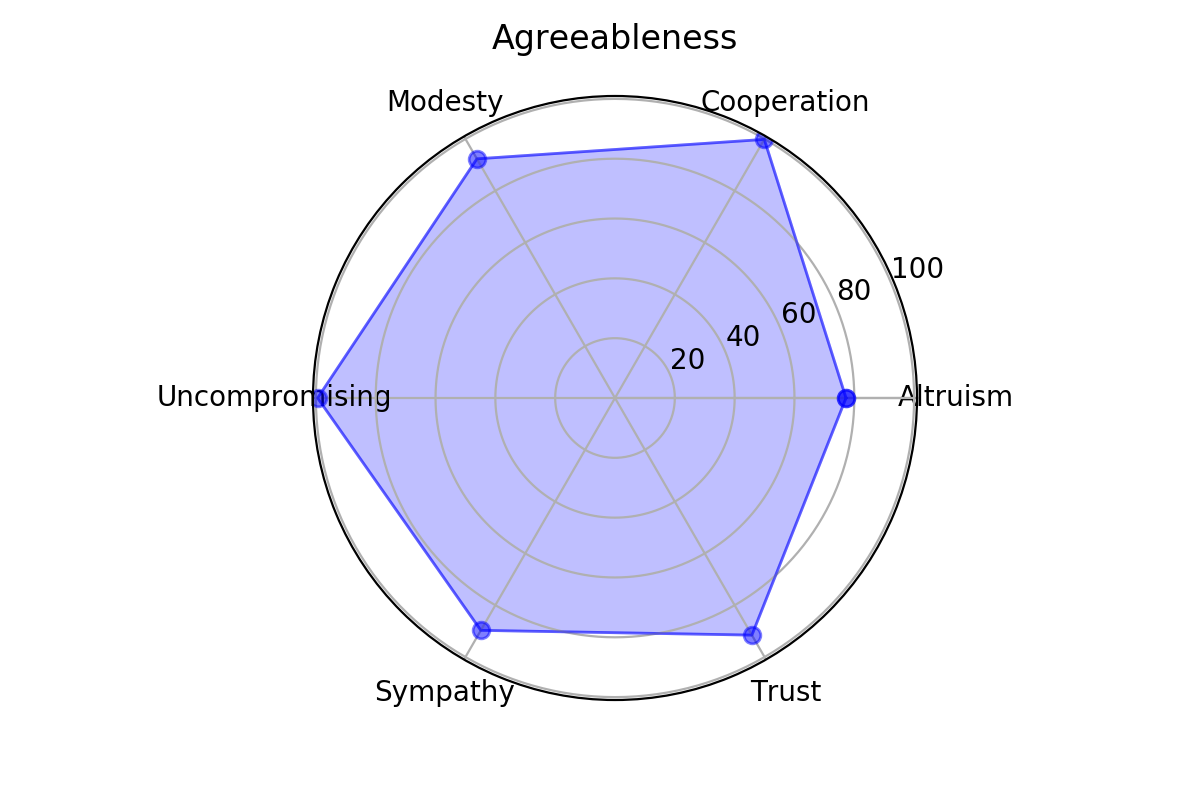 Agreeableness
Modesty
Cooperation
100
80
60
40
20
Uncompromising
Altruism
Sympathy
Trust